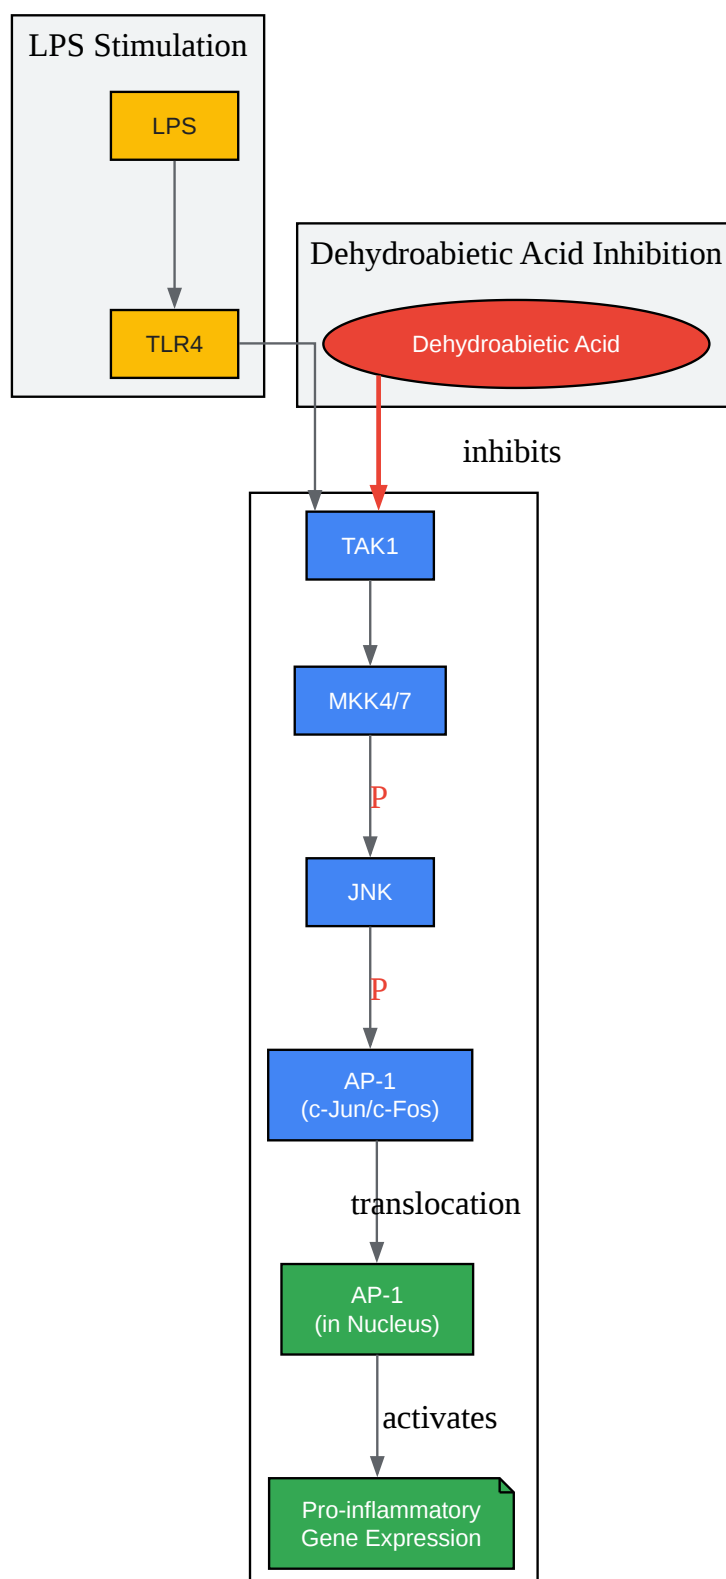 LPS Stimulation
LPS
TLR4
Dehydroabietic Acid Inhibition
Dehydroabietic Acid
inhibits
TAK1
MKK4/7
P
JNK
P
AP-1
(c-Jun/c-Fos)
translocation
AP-1
(in Nucleus)
activates
Pro-inflammatory
Gene Expression